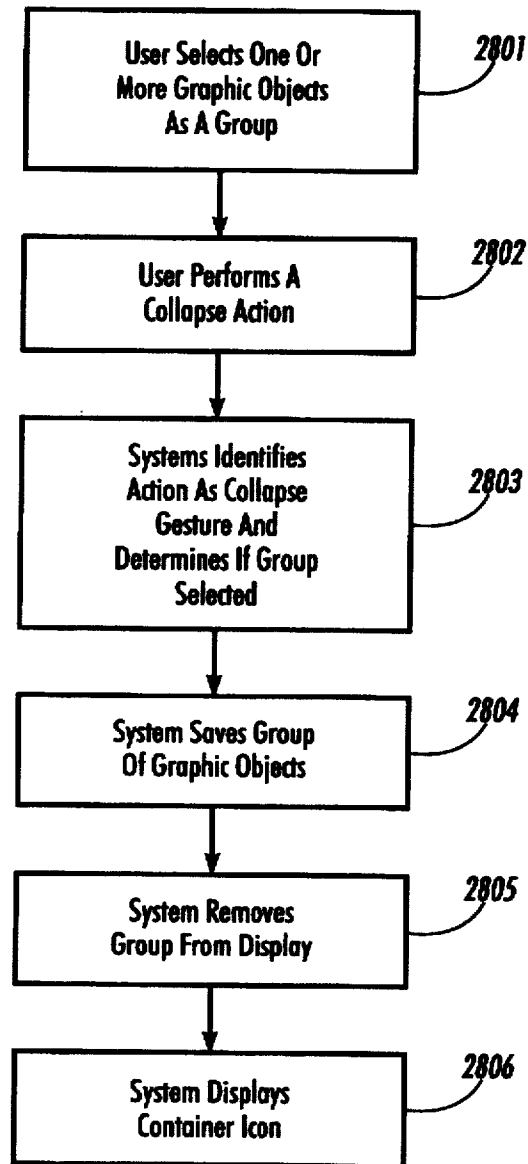 User Selects One Or
More Graphic Objects
As A Group
2801
User Performs A
Collapse Action
2802
Systems Identifies
Action As Collapse
Gesture And
Determines If Group
Selected
2803
System Saves Group
Of Graphic Objects
2804
System Removes
Group From Display
2805
System Displays
Container Icon
2806